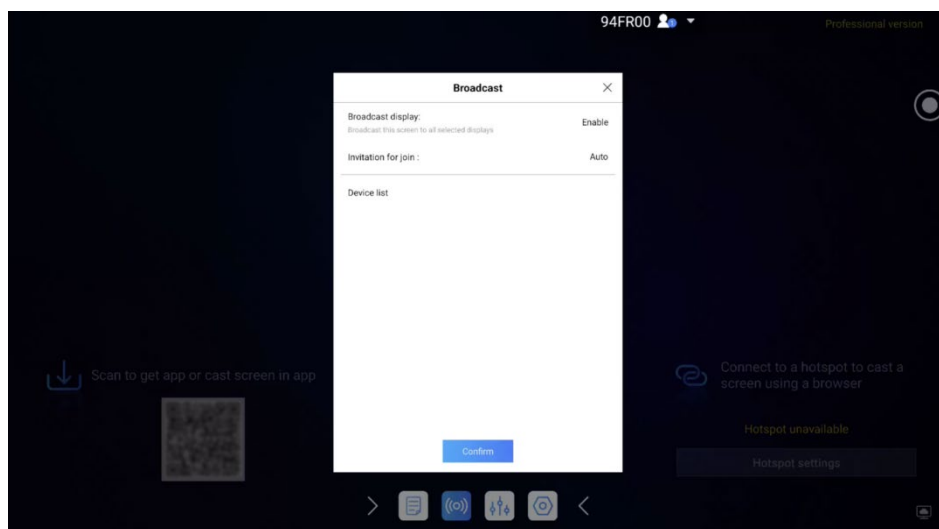 94FR00
Professional version
Broadcast
Broadcast display:
Enable
Broadcast this screen to all selected displays
Invitation for join :
Auto
Device list
Scan to get app or cast screen in app
Connect to a hotspot to cast a
screen using a browser
Hotspot unavailable
Hotspot settings
Confirm